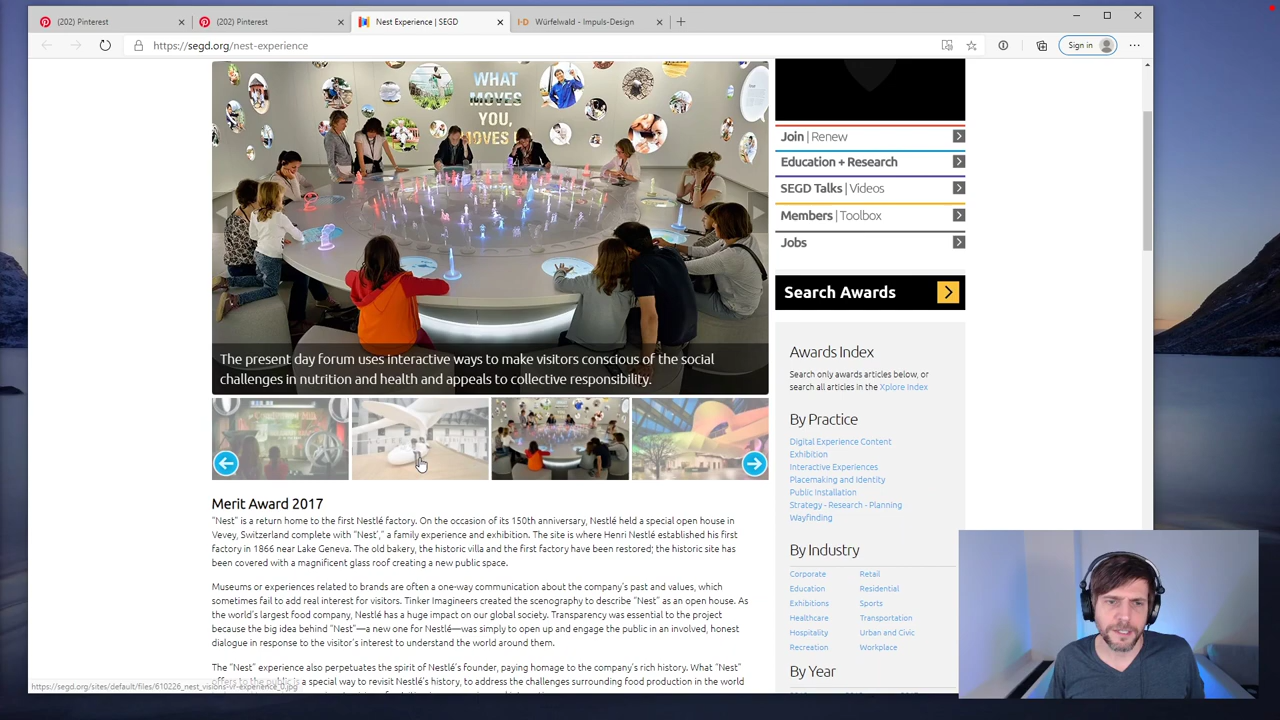 (202) Pinterest
(202) Pinterest
Nest Experience | SEGD
I-D
Würfelwald - Impuls-Design
https://segd.org/nest-experience
Sign in
WHAT
MOVES
YOU,
MOVES
Join | Renew
Education + Research
SEGD Talks | Videos
Members | Toolbox
Jobs
Search Awards
The present day forum uses interactive ways to make visitors conscious of the social
challenges in nutrition and health and appeals to collective responsibility.
Awards Index
Search only awards articles below, or
search all articles in the Xplore Index
By Practice
Digital Experience Content
Exhibition
Interactive Experiences
Placemaking and Identity
Public Installation
Strategy - Research - Planning
Wayfinding
By Industry
Corporate Retail
Education Residential
Exhibitions Sports
Healthcare Transportation
Hospitality Urban and Civic
Recreation Workplace
By Year
Merit Award 2017
"Nest" is a return home to the first Nestlé factory. On the occasion of its 150th anniversary, Nestlé held a special open house in
Vevey, Switzerland complete with "Nest'," a family experience and exhibition. The site is where Henri Nestlé established his first
factory in 1866 near Lake Geneva. The old bakery, the historic villa and the first factory have been restored; the historic site has
been covered with a magnificent glass roof creating a new public space.
Museums or experiences related to brands are often a one-way communication about the company's past and values, which
sometimes fail to add real interest for visitors. Tinker Imagineers created the scenography to describe "Nest" as an open house. As
the world's largest food company, Nestlé has a huge impact on our global society. Transparency was essential to the project
because the big idea behind "Nest"—a new one for Nestlé—was simply to open up and engage the public in an involved, honest
dialogue in response to the visitor's interest to understand the world around them.
The "Nest" experience also perpetuates the spirit of Nestlé's founder, paying homage to the company's rich history. What "Nest"
offers to the public is a special way to revisit Nestlé's history, to address the challenges surrounding food production in the world
https://segd.org/sites/default/files/610226_nest_visions-vr-experience_0.jpg